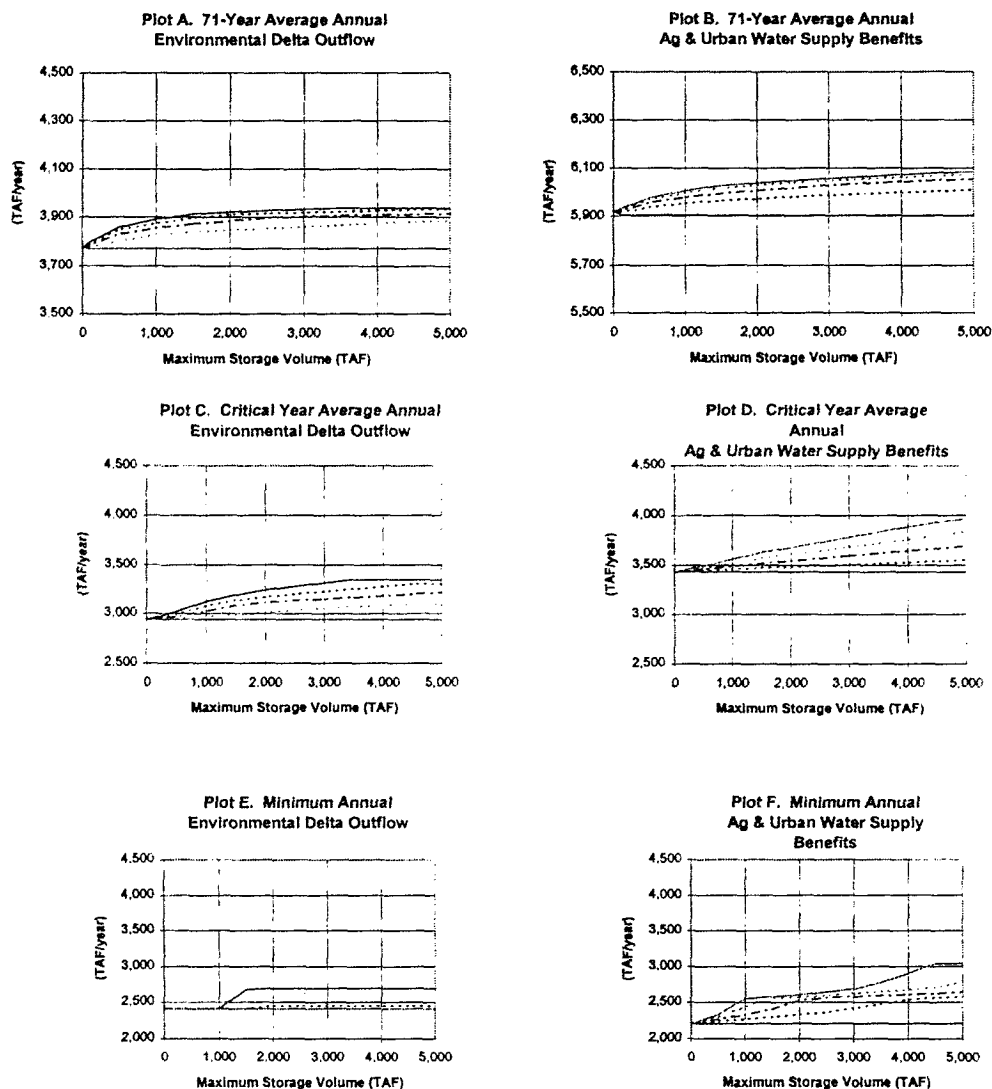 Plot A. 71-Year Average Annual
Environmental Delta Outflow
4,500
4,300
4,100
3,900
3,700
3.500
(TAF/year)
0 1,000 2,000 3,000 4,000 5,000
Maximum Storage Volume (TAF)
Plot B. 71-Year Average Annual
Ag & Urban Water Supply Benefits
6,500
6,300
6,100
5,900
5,700
5,500
(TAF/year)
0 1,000 2,000 3,000 4,000 5,000
Maximum Storage Volume (TAF)
Plot C. Critical Year Average Annual
Environmental Delta Outflow
4.500
4,000
3,500
3,000
2,500
(TAF/year)
0 1,000 2,000 3,000 4,000 5,000
Maximum Storage Volume (TAF)
Plot D. Critical Year Average
Annual
Ag & Urban Water Supply Benefits
4,500
4,000
3,500
3,000
2,500
(TAF/year)
0 1,000 2,000 3,000 4,000 5,000
Maximum Storage Volume (TAF)
Plot E. Minimum Annual
Environmental Delta Outflow
4,500
4,000
3,500
3,000
2,500
2,000
(TAF/year)
0 1,000 2,000 3,000 4,000 5,000
Maximum Storage Volume (TAF)
Plot F. Minimum Annual
Ag & Urban Water Supply
Benefits
4,500
4,000
3,500
3,000
2,500
2,000
(TAF/year)
0 1,000 2,000 3,000 4,000 5,000
Maximum Storage Volume (TAF)